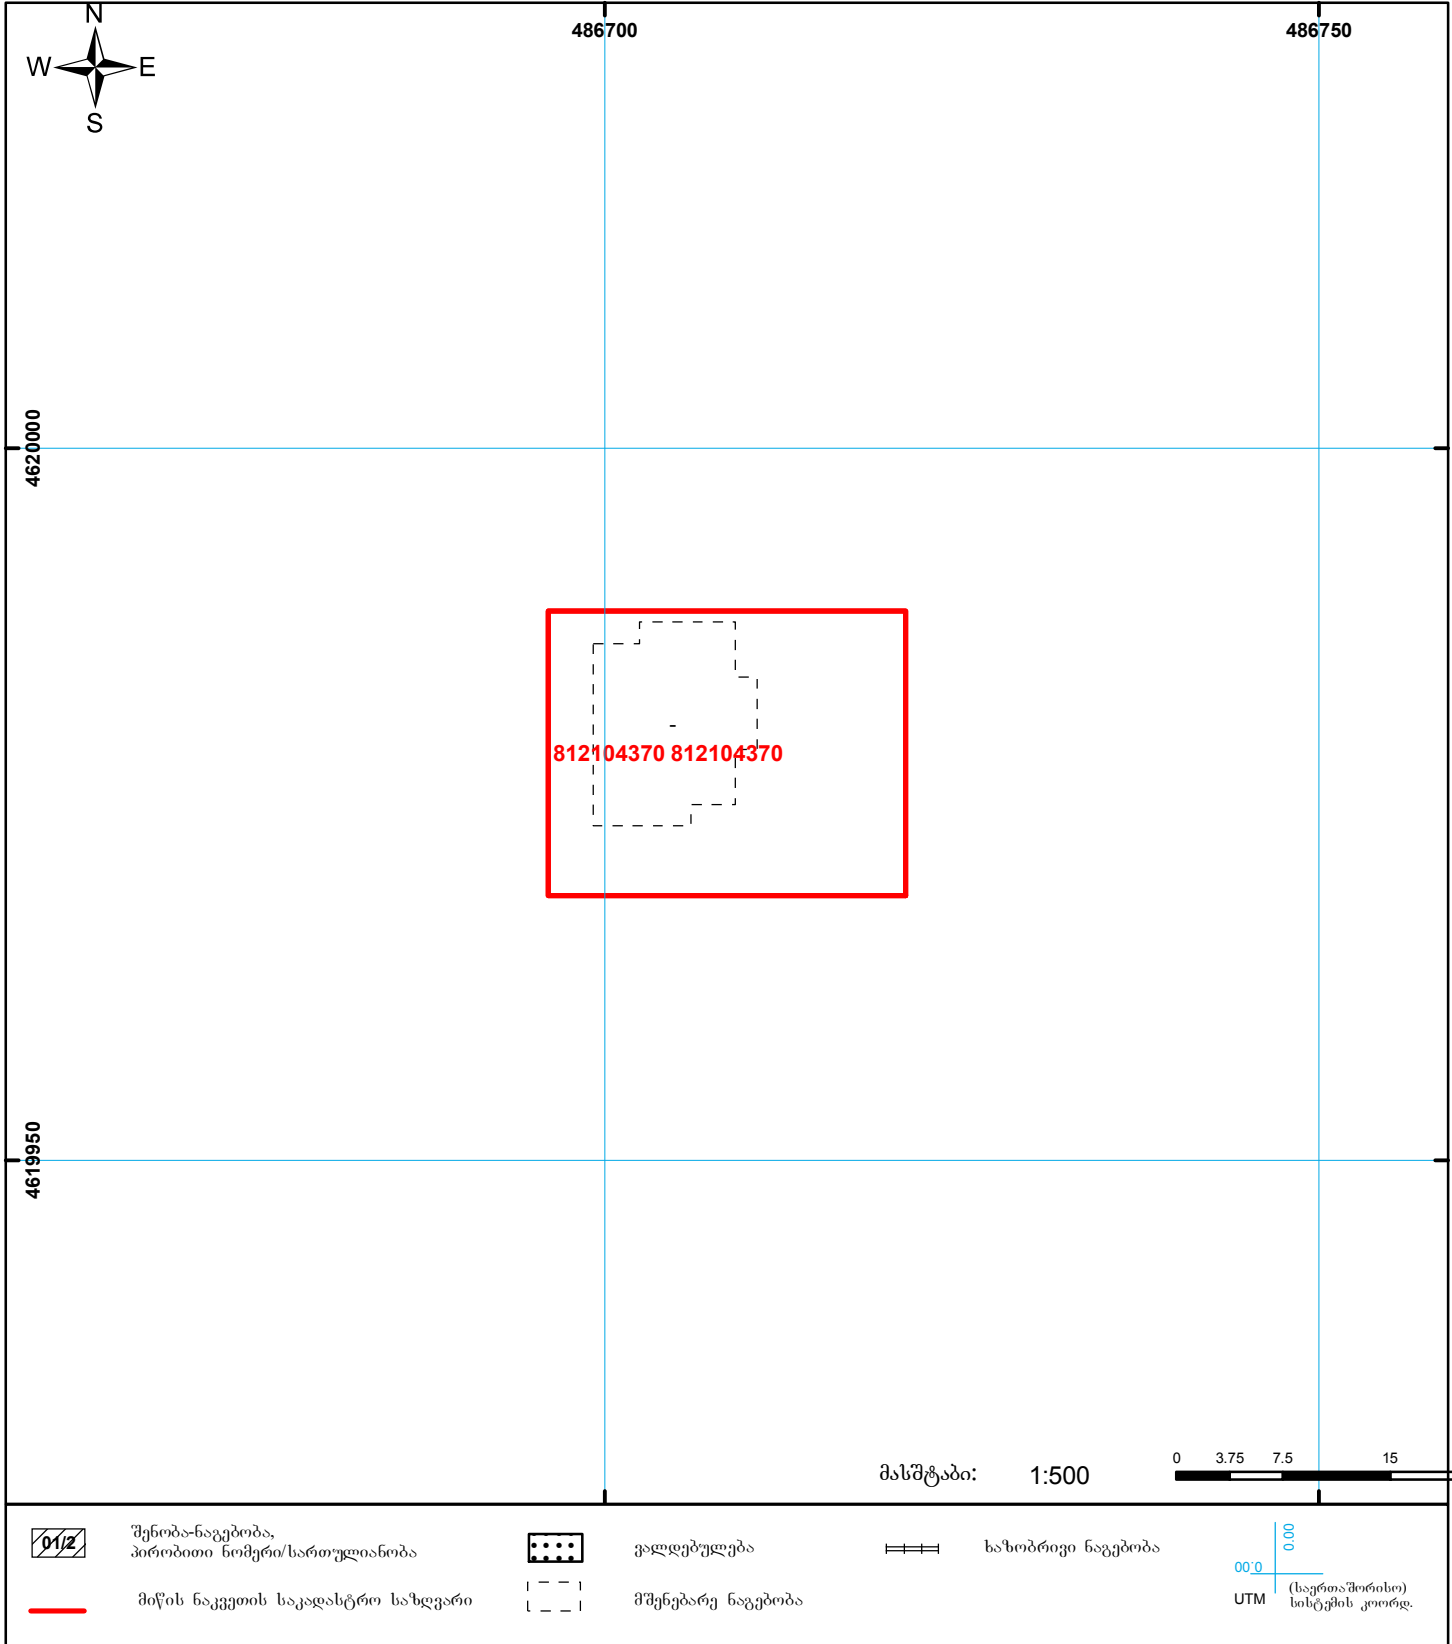 N
W E
S
486700 486750
4620000
4619950
-
812104370 812104370
მასშტაბი: 1:500
0 3.75 7.5 15
01/2
შენობა-ნაგებობა,
პირობითი ნომერი/სართულიანობა
ვალდებულება
ხაზობრივი ნაგებობა
მიწის ნაკვეთის საკადასტრო საზღვარი
მშენებარე ნაგებობა
00.0
00.0
UTM
(საერთაშორისო)
სისტემის კოორდ.